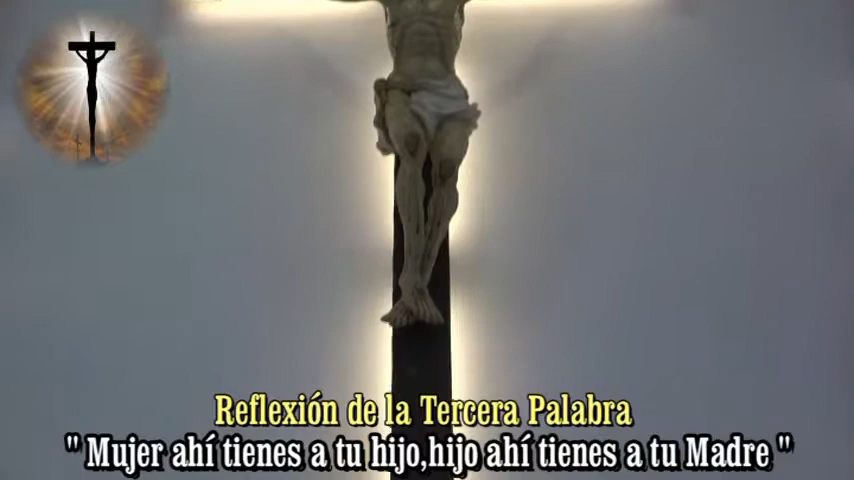 Reflexión de la Tercera Palabra
" Mujer ahí tienes a tu hijo,hijo ahí tienes a tu Madre "